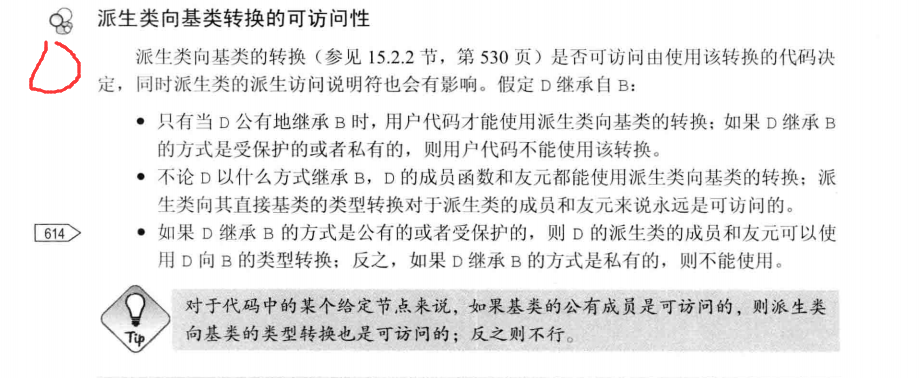 派生类向基类转换的可访问性
派生类向基类的转换（参见 15.2.2 节，第 530 页）是否可访问由使用该转换的代码决
定，同时派生类的派生访问说明符也会有影响。假定 D 继承自 B：
• 只有当 D 公有地继承 B 时，用户代码才能使用派生类向基类的转换；如果 D 继承 B
的方式是受保护的或者私有的，则用户代码不能使用该转换。
• 不论 D 以什么方式继承 B，D 的成员函数和友元都能使用派生类向基类的转换；派
生类向其直接基类的类型转换对于派生类的成员和友元来说永远是可访问的。
614
• 如果 D 继承 B 的方式是公有的或者受保护的，则 D 的派生类的成员和友元可以使
用 D 向 B 的类型转换；反之，如果 D 继承 B 的方式是私有的，则不能使用。
Tip
对于代码中的某个给定节点来说，如果基类的公有成员是可访问的，则派生类
向基类的类型转换也是可访问的；反之则不行。